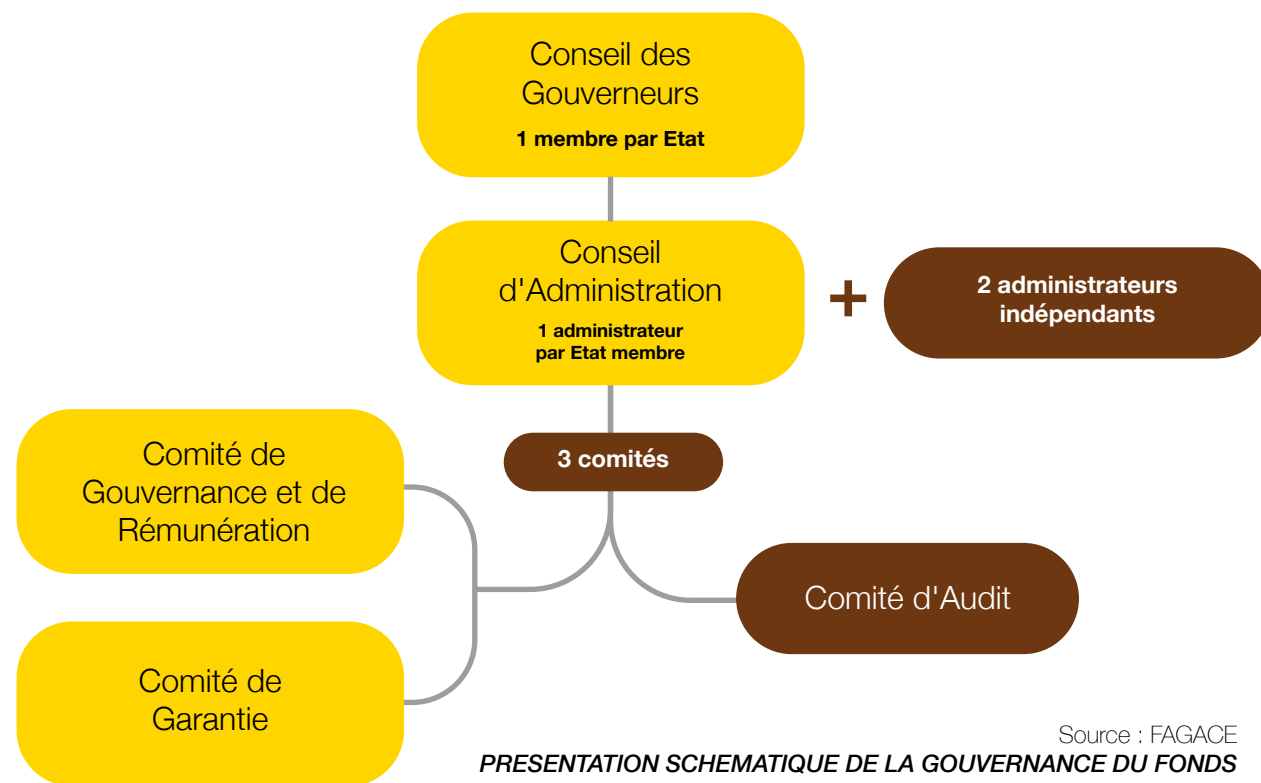 Conseil des
Gouverneurs
1 membre par Etat
Conseil
d'Administration
1 administrateur
par Etat membre
+
2 administrateurs
indépendants
3 comités
Comité de
Gouvernance et de
Rémunération
Comité d'Audit
Comité de
Garantie
Source : FAGACE
PRESENTATION SCHEMATIQUE DE LA GOUVERNANCE DU FONDS